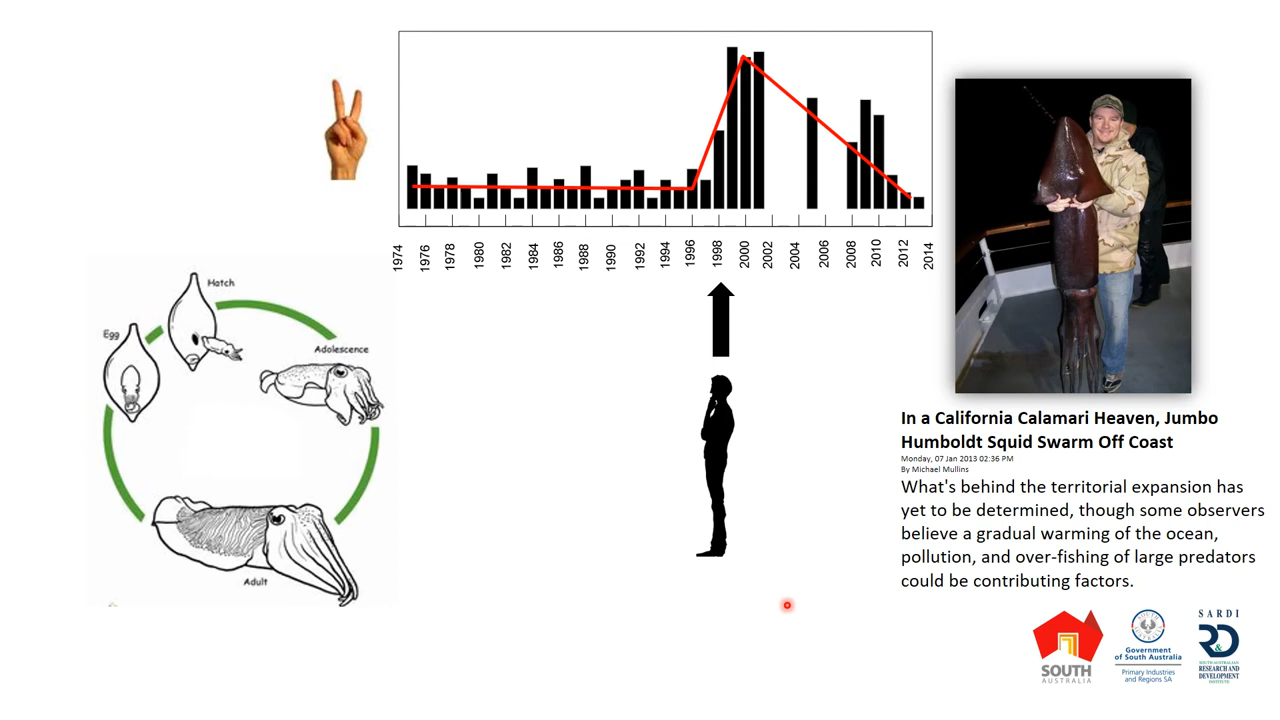 1974
1976
1978
1980
1982
1984
1986
1988
1990
1992
1994
1996
1998
2000
2002
2004
2006
2008
2010
2012
2014
Hatch
Egg
Adolescence
Adult
In a California Calamari Heaven, Jumbo
Humboldt Squid Swarm Off Coast
Monday, 07 Jan 2013 02:36 PM
By Michael Mullins
What's behind the territorial expansion has
yet to be determined, though some observers
believe a gradual warming of the ocean,
pollution, and over-fishing of large predators
could be contributing factors.
SOUTH
AUSTRALIA
Government
of South Australia
Primary Industries
and Regions SA
SARDI
R&D
SOUTH AUSTRALIAN
RESEARCH AND
DEVELOPMENT
INSTITUTE